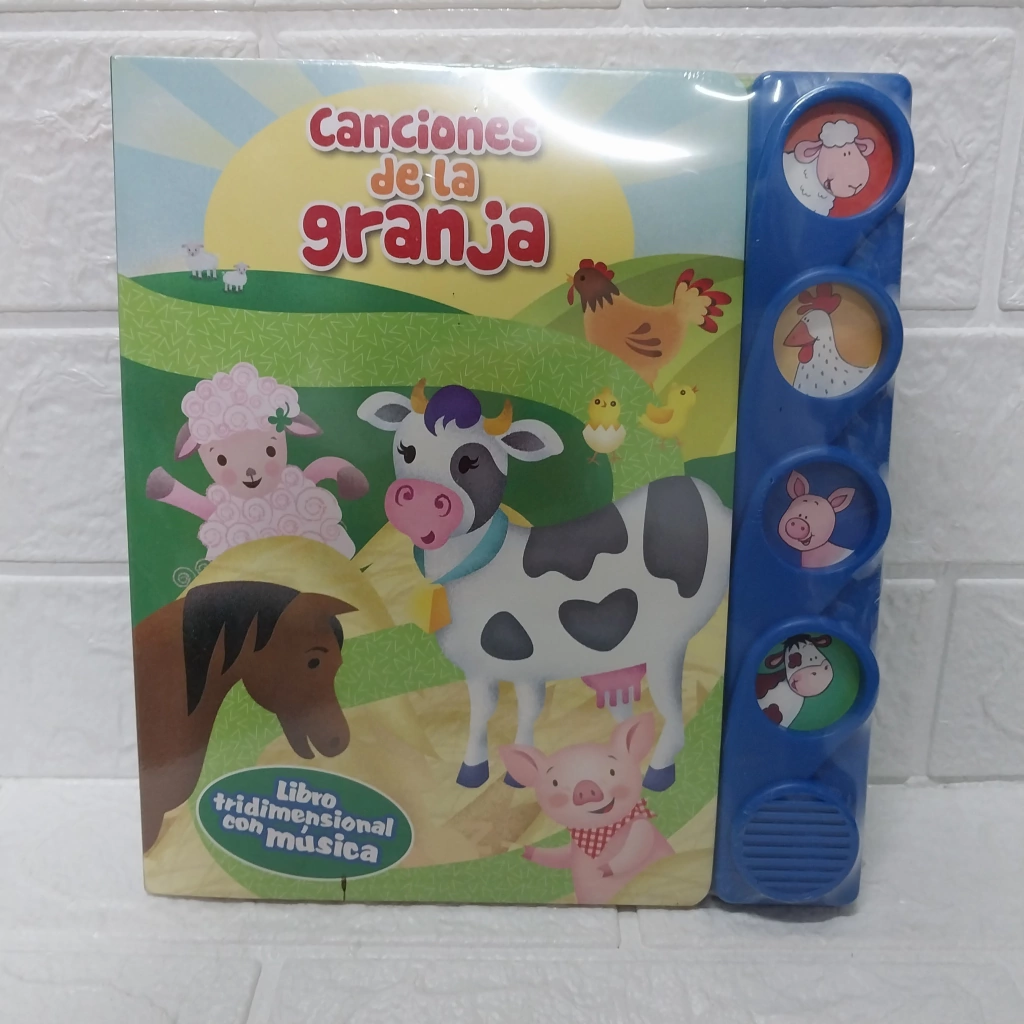 Canciones
de la
granja
Libro
tridimensional
con música